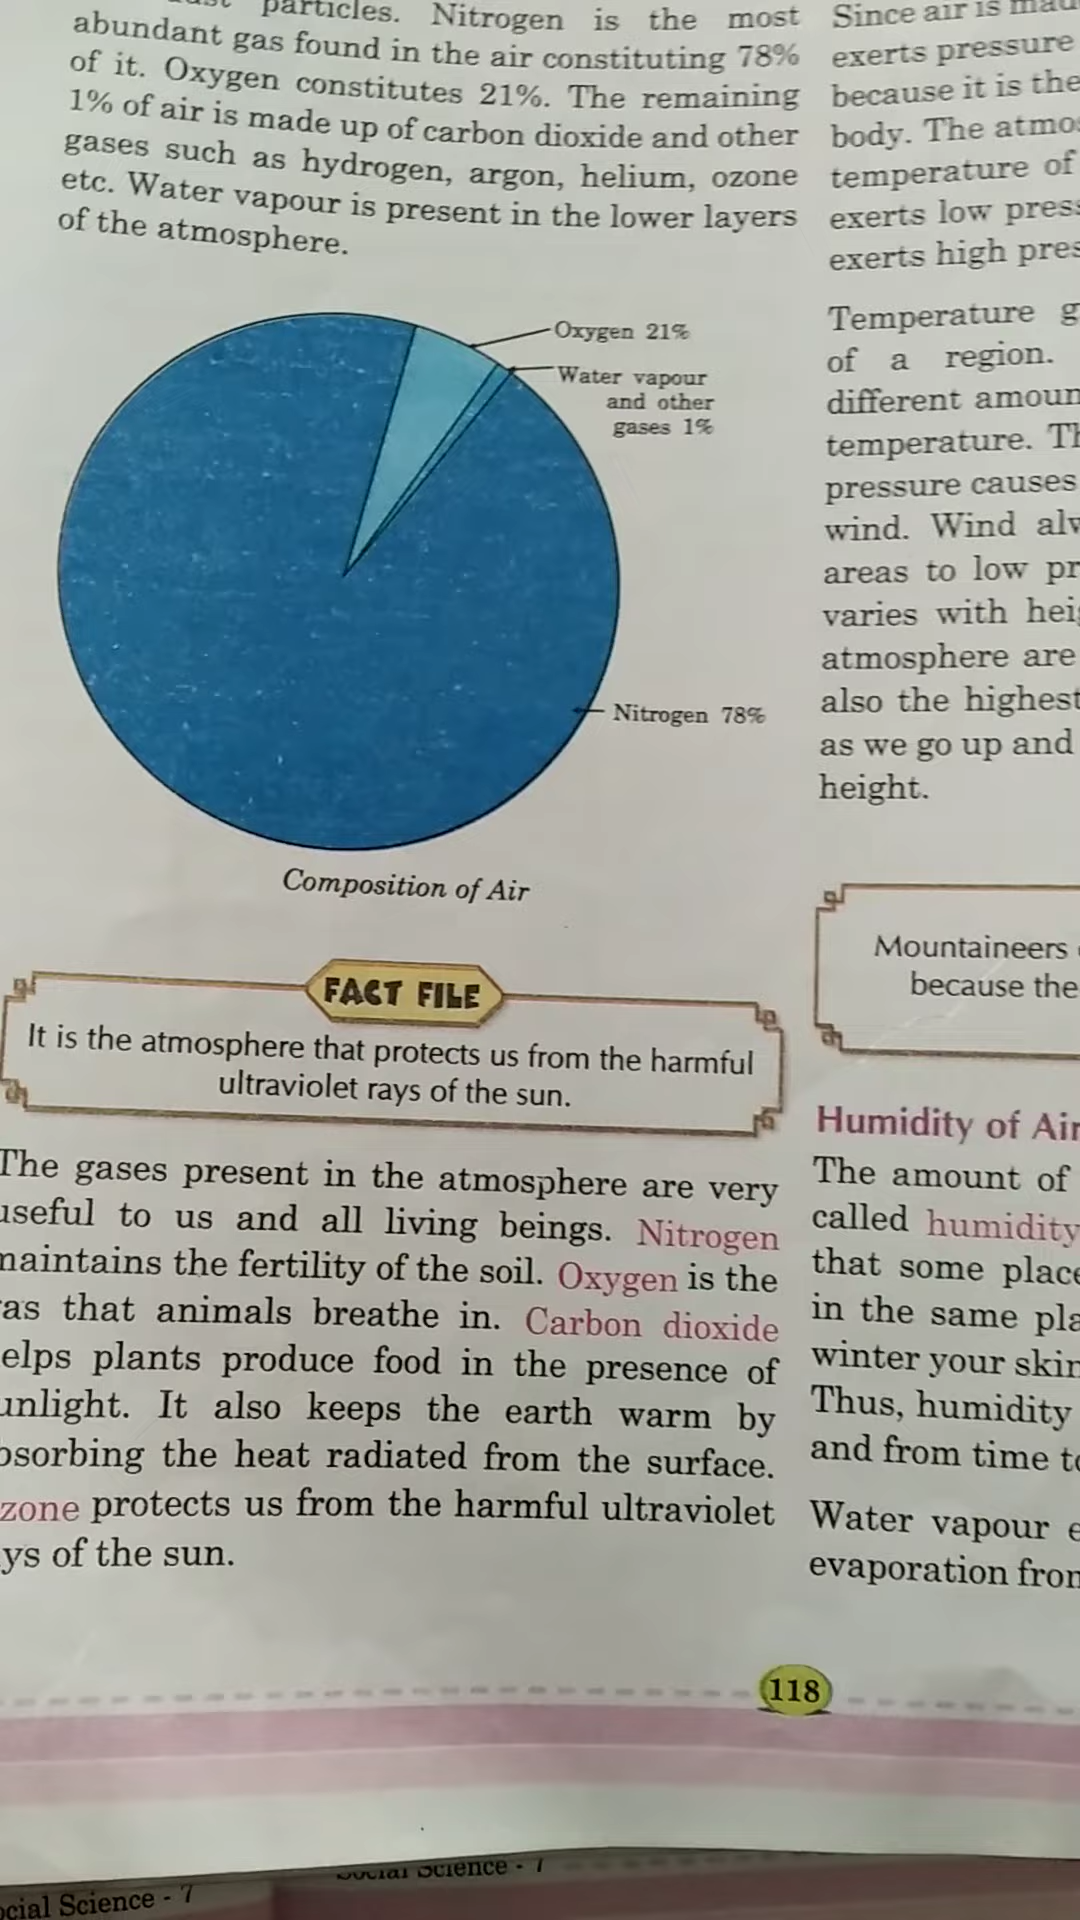 particles. Nitrogen is the most
abundant gas found in the air constituting 78%
of it. Oxygen constitutes 21%. The remaining
1% of air is made up of carbon dioxide and other
gases such as hydrogen, argon, helium, ozone
etc. Water vapour is present in the lower layers
of the atmosphere.
Oxygen 21%
Water vapour
and other
gases 1%
Nitrogen 78%
Composition of Air
FACT FILE
It is the atmosphere that protects us from the harmful
ultraviolet rays of the sun.
The gases present in the atmosphere are very
useful to us and all living beings. Nitrogen
maintains the fertility of the soil. Oxygen is the
as that animals breathe in. Carbon dioxide
elps plants produce food in the presence of
unlight. It also keeps the earth warm by
bsorbing the heat radiated from the surface.
zone protects us from the harmful ultraviolet
ys of the sun.
Since air is
exerts pressure
because it is the
body. The atmo
temperature of
exerts low pres
exerts high pres
Temperature g
of a region.
different amoun
temperature. Th
pressure causes
wind. Wind alw
areas to low pr
varies with heig
atmosphere are
also the highest
as we go up and
height.
Mountaineers
because the
Humidity of Air
The amount of
called humidity
that some place
in the same pla
winter your skin
Thus, humidity
and from time to
Water vapour e
evaporation from
118
Social Science - 7
ocial Science - 7